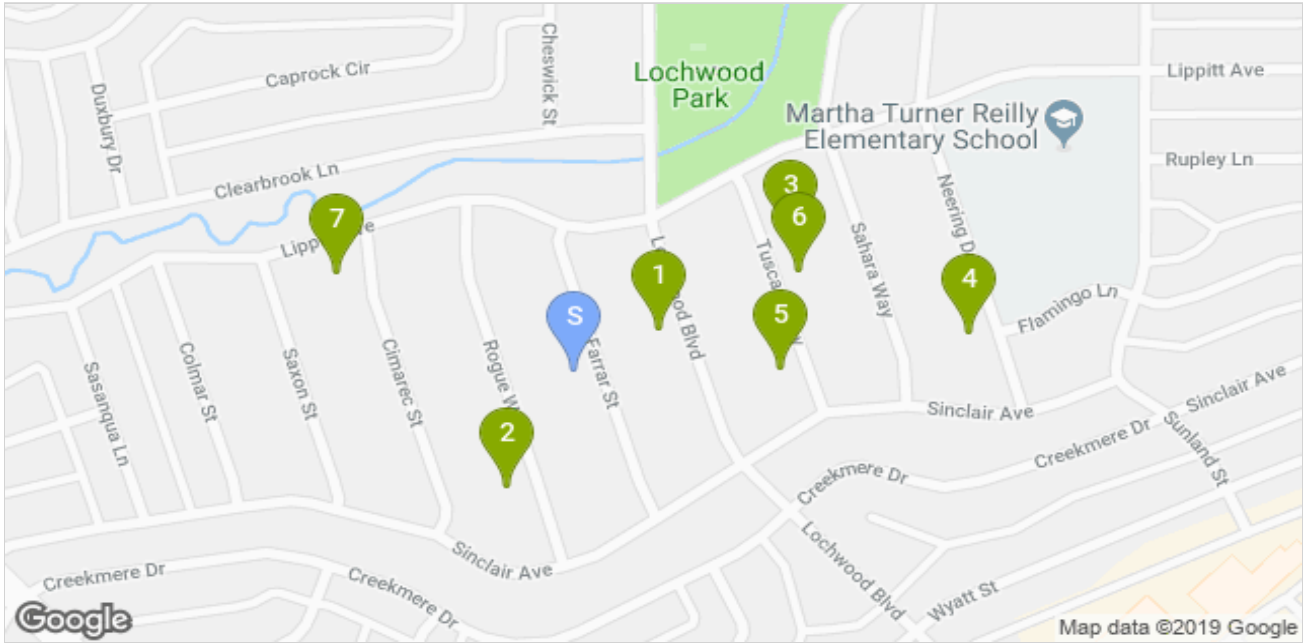 Cheswick St
Caprock Cir
Duxbury Dr
Lochwood
Park
Lippitt Ave
Martha Turner Reilly
Elementary School
Rupley Ln
Clearbrook Ln
3
6
7
Neering D
Sahara Way
Tusca
1
4
S
5
Flamingo Ln
Colmar St
Saxon St
Cimarec St
Rogue W
Farrar St
Sasanqua Ln
2
Sinclair Ave
Sinclair Ave
Sunland St
Creekmere Dr
Creekmere Dr
Sinclair Ave
Creekmere Dr
Creekmere Dr
Lochwood Blvd
Wyatt St
Google
Map data ©2019 Google